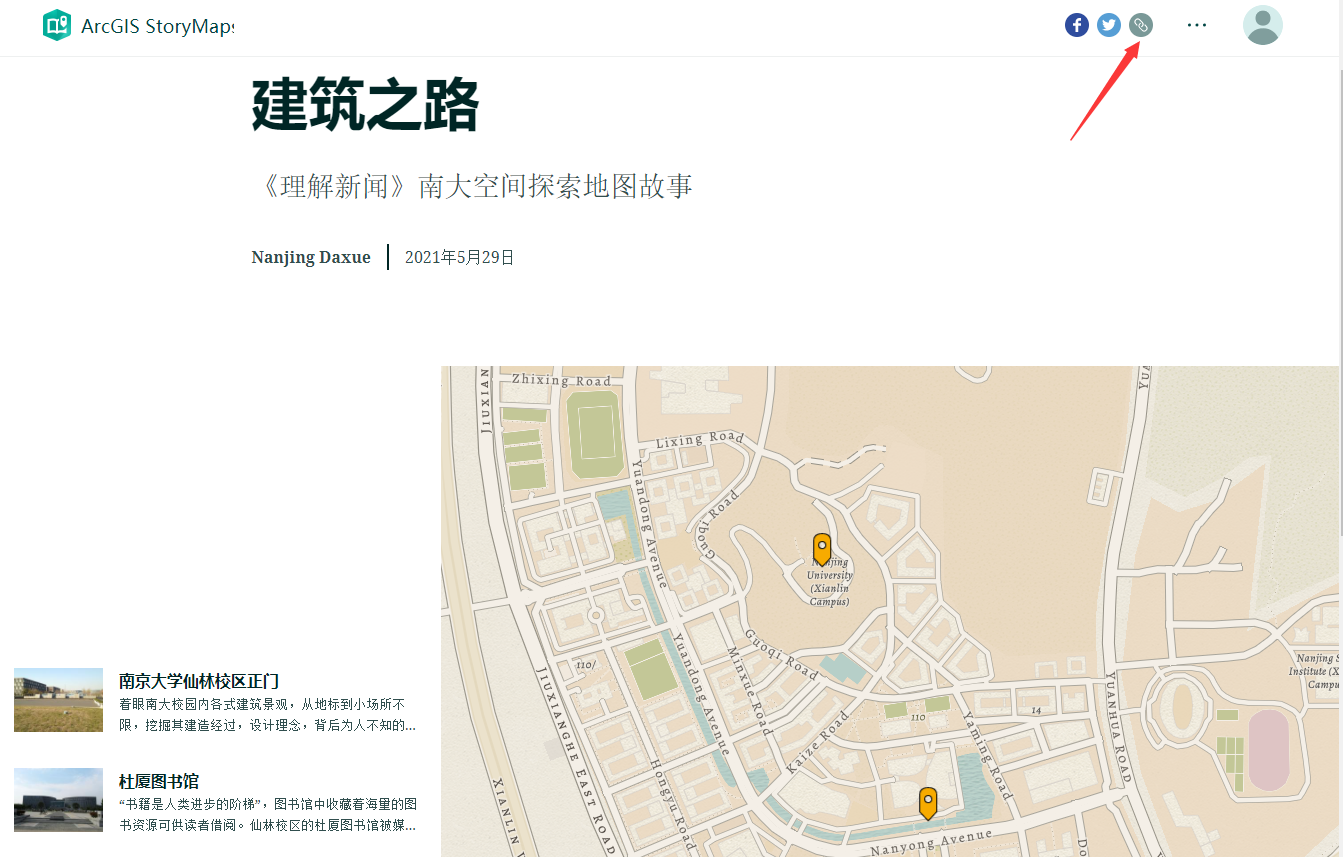 ArcGIS StoryMaps
建筑之路
《理解新闻》南大空间探索地图故事
Nanjing Daxue
2021年5月29日
南京大学仙林校区正门
着眼南大校园内各式建筑景观，从地标到小场所不
限，挖掘其建造经过，设计理念，背后为人不知的...
杜厦图书馆
“书籍是人类进步的阶梯”，图书馆中收藏着海量的图
书资源可供读者借阅。仙林校区的杜厦图书馆被媒...
Zhixing Road
JIUXIAN
Lixing Road
YUA
Yuandong Avenue
Guoqi Road
Nanjing
University
(Xianlin
Campus)
Guoqi Road
110/
Yuandong Avenue
Minxue Road
Nanjing S
Institute (X
Campu
JIUXIANGHE EAST ROAD
Kaize Road
110
14
Yaming Road
YUANHUA ROAD
Hongyu Road
XIANLIN
Nanyong Avenue
Do